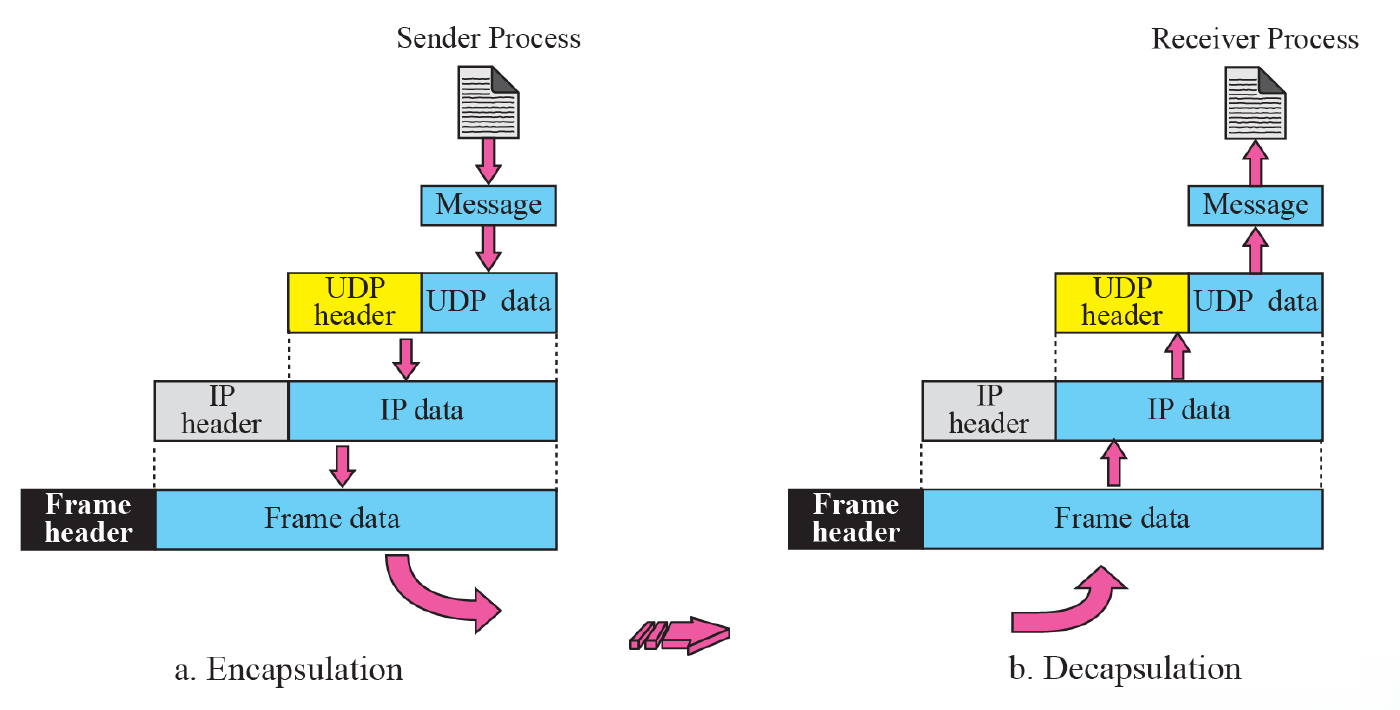 Sender Process
Message
UDP
header
UDP data
IP
header
IP data
Frame
header
Frame data
a. Encapsulation
Receiver Process
Message
UDP
header
UDP data
IP
header
IP data
Frame
header
Frame data
b. Decapsulation